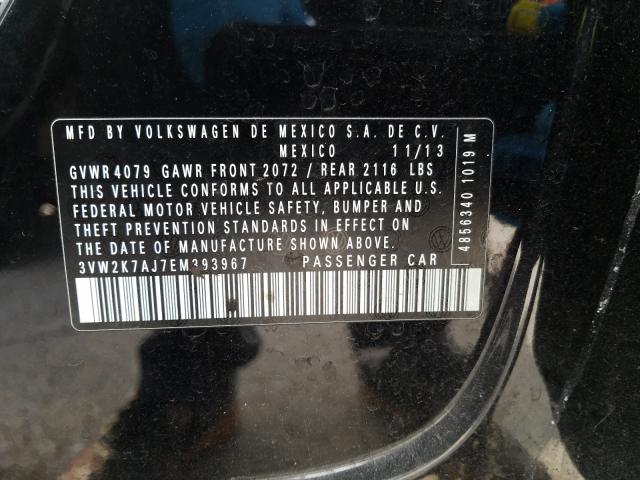 MFD BY VOLKSWAGEN DE MEXICO S.A. DE C.V.
MEXICO 11/13
GVWR 4079 GAWR FRONT 2072 / REAR 2116 LBS
THIS VEHICLE CONFORMS TO ALL APPLICABLE U.S.
FEDERAL MOTOR VEHICLE SAFETY, BUMPER AND
THEFT PREVENTION STANDARDS IN EFFECT ON
THE DATE OF MANUFACTURE SHOWN ABOVE.
3VW2K7AJ7EM393967 PASSENGER CAR
4856340 1019 M